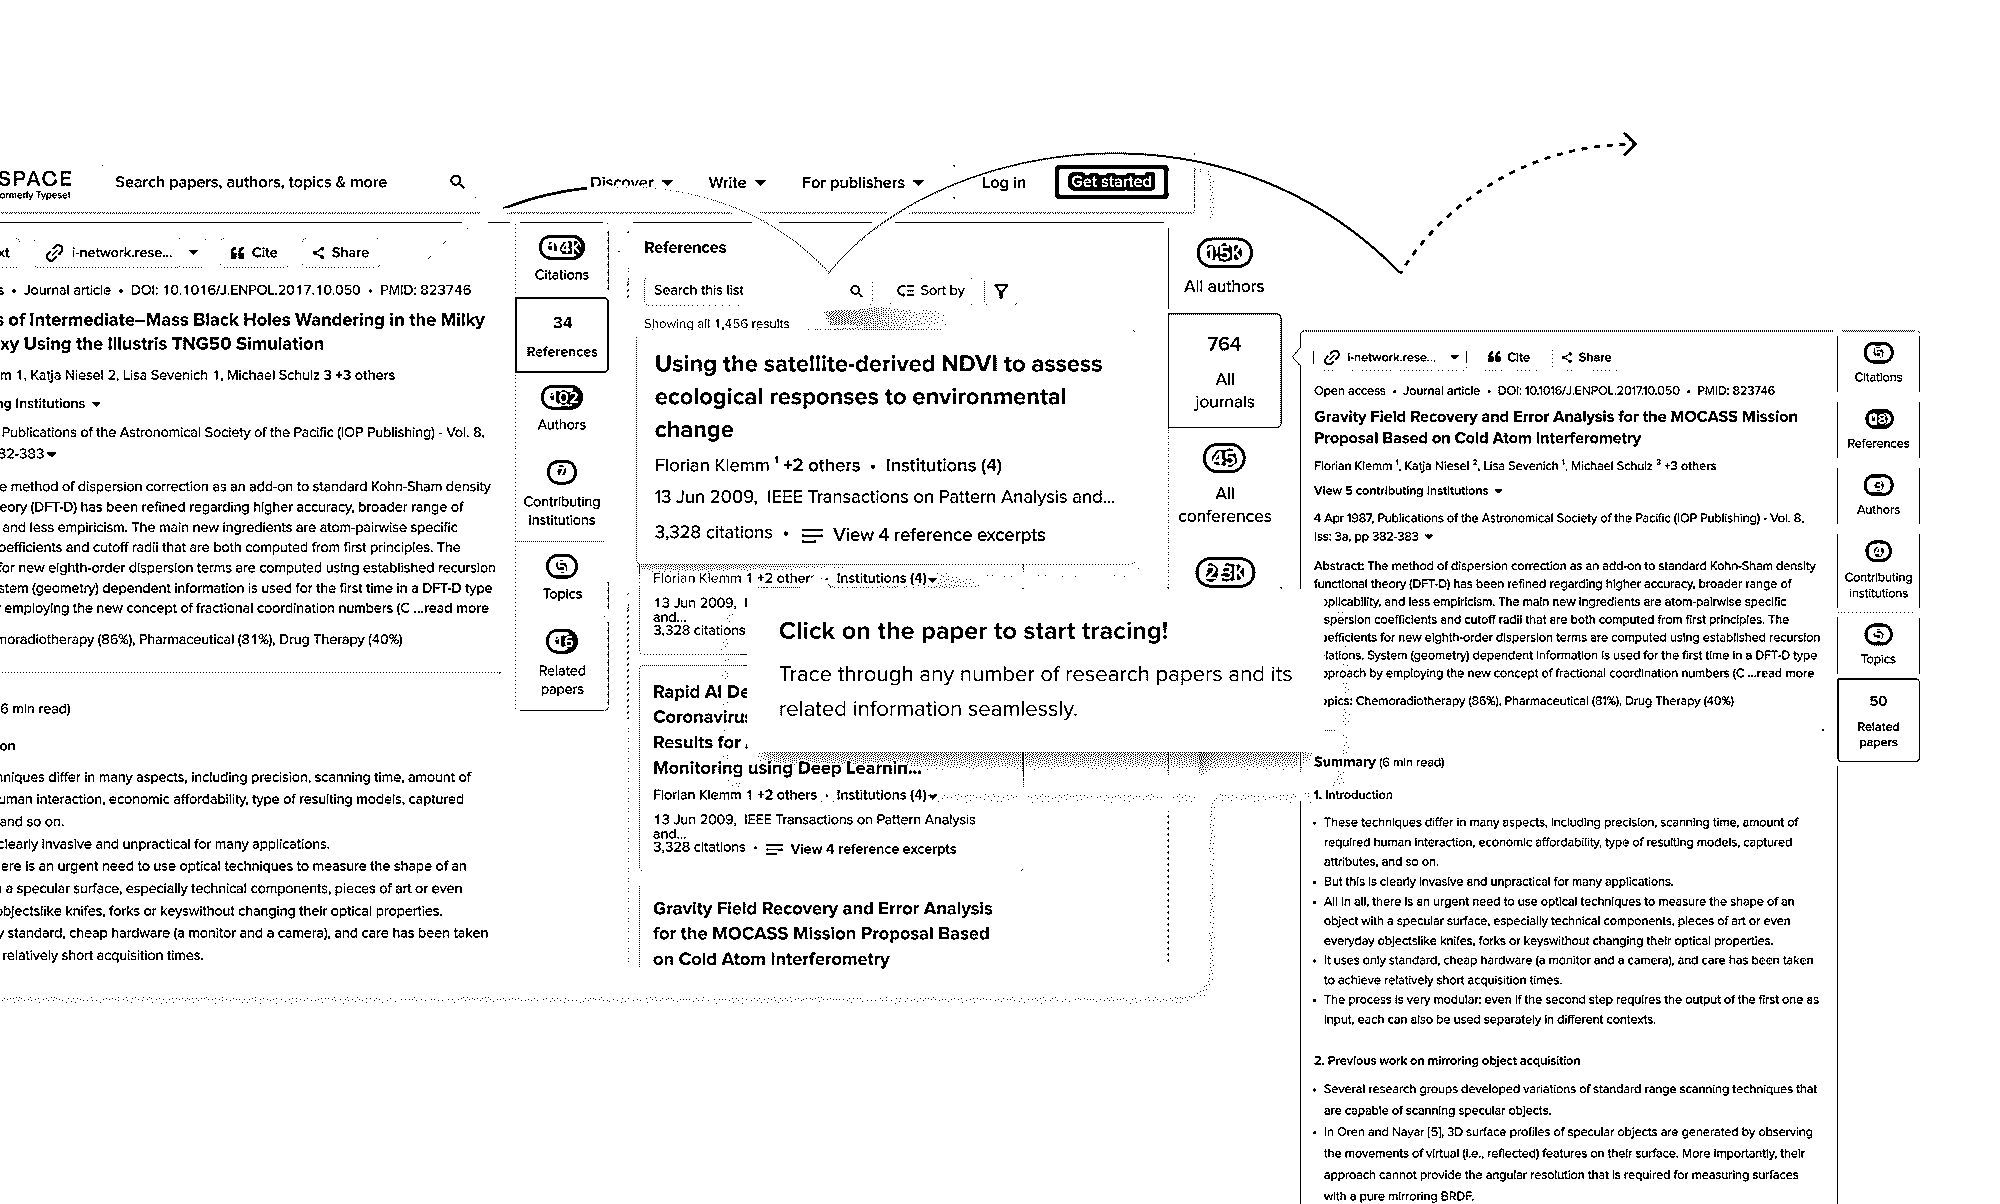 SPACE
formerly Typeset
Search papers, authors, topics & more
Discover
Write
For publishers
Log in
Get started
xt
i-network.rese...
Cite
Share
s • Journal article • DOI: 10.1016/J.ENPOL.2017.10.050 • PMID: 823746
s of Intermediate–Mass Black Holes Wandering in the Milky
xy Using the Illustris TNG50 Simulation
m 1, Katja Niesel 2, Lisa Sevenich 1, Michael Schulz 3 +3 others
ng Institutions
Publications of the Astronomical Society of the Pacific (IOP Publishing) - Vol. 8,
32-383
e method of dispersion correction as an add-on to standard Kohn-Sham density
eory (DFT-D) has been refined regarding higher accuracy, broader range of
and less empiricism. The main new ingredients are atom-pairwise specific
oefficients and cutoff radii that are both computed from first principles. The
for new eighth-order dispersion terms are computed using established recursion
stem (geometry) dependent information is used for the first time in a DFT-D type
employing the new concept of fractional coordination numbers (C ...read more
moradiotherapy (86%), Pharmaceutical (81%), Drug Therapy (40%)
6 min read)
on
hniques differ in many aspects, including precision, scanning time, amount of
uman interaction, economic affordability, type of resulting models, captured
and so on.
clearly invasive and unpractical for many applications.
ere is an urgent need to use optical techniques to measure the shape of an
a specular surface, especially technical components, pieces of art or even
objectslike knifes, forks or keyswithout changing their optical properties.
y standard, cheap hardware (a monitor and a camera), and care has been taken
relatively short acquisition times.
Citations
34
References
102
Authors
7
Contributing
institutions
5
Topics
Related
papers
References
Search this list
Sort by
Showing all 1,456 results
Using the satellite-derived NDVI to assess
ecological responses to environmental
change
Florian Klemm 1 +2 others • Institutions (4)
13 Jun 2009, IEEE Transactions on Pattern Analysis and...
3,328 citations • View 4 reference excerpts
Florian Klemm 1 +2 other • Institutions (4)
13 Jun 2009, I
and...
3,328 citations
Rapid AI De
Coronavirus
Results for
Monitoring using Deep Learnin...
Florian Klemm 1 +2 others • Institutions (4)
13 Jun 2009, IEEE Transactions on Pattern Analysis
and...
3,328 citations • View 4 reference excerpts
Gravity Field Recovery and Error Analysis
for the MOCASS Mission Proposal Based
on Cold Atom Interferometry
Click on the paper to start tracing!
Trace through any number of research papers and its
related information seamlessly.
All authors
764
All
journals
45
All
conferences
i-network.rese...
Cite
Share
Open access • Journal article • DOI: 10.1016/J.ENPOL.2017.10.050 • PMID: 823746
Gravity Field Recovery and Error Analysis for the MOCASS Mission
Proposal Based on Cold Atom Interferometry
Florian Klemm 1, Katja Niesel 2, Lisa Sevenich 1, Michael Schulz 3 +3 others
View 5 contributing institutions
4 Apr 1987, Publications of the Astronomical Society of the Pacific (IOP Publishing) - Vol. 8,
Iss: 3a, pp 382-383
Abstract: The method of dispersion correction as an add-on to standard Kohn-Sham density
functional theory (DFT-D) has been refined regarding higher accuracy, broader range of
pplicability, and less empiricism. The main new ingredients are atom-pairwise specific
spersion coefficients and cutoff radii that are both computed from first principles. The
efficients for new eighth-order dispersion terms are computed using established recursion
lations. System (geometry) dependent information is used for the first time in a DFT-D type
proach by employing the new concept of fractional coordination numbers (C ...read more
opics: Chemoradiotherapy (86%), Pharmaceutical (81%), Drug Therapy (40%)
Summary (6 min read)
1. Introduction
• These techniques differ in many aspects, including precision, scanning time, amount of
required human interaction, economic affordability, type of resulting models, captured
attributes, and so on.
• But this is clearly invasive and unpractical for many applications.
• All in all, there is an urgent need to use optical techniques to measure the shape of an
object with a specular surface, especially technical components, pieces of art or even
everyday objectslike knifes, forks or keyswithout changing their optical properties.
• It uses only standard, cheap hardware (a monitor and a camera), and care has been taken
to achieve relatively short acquisition times.
• The process is very modular: even if the second step requires the output of the first one as
input, each can also be used separately in different contexts.
2. Previous work on mirroring object acquisition
• Several research groups developed variations of standard range scanning techniques that
are capable of scanning specular objects.
• In Oren and Nayar [5], 3D surface profiles of specular objects are generated by observing
the movements of virtual (i.e., reflected) features on their surface. More importantly, their
approach cannot provide the angular resolution that is required for measuring surfaces
with a pure mirroring BRDF.
Citations
References
Authors
Contributing
institutions
5
Topics
50
Related
papers